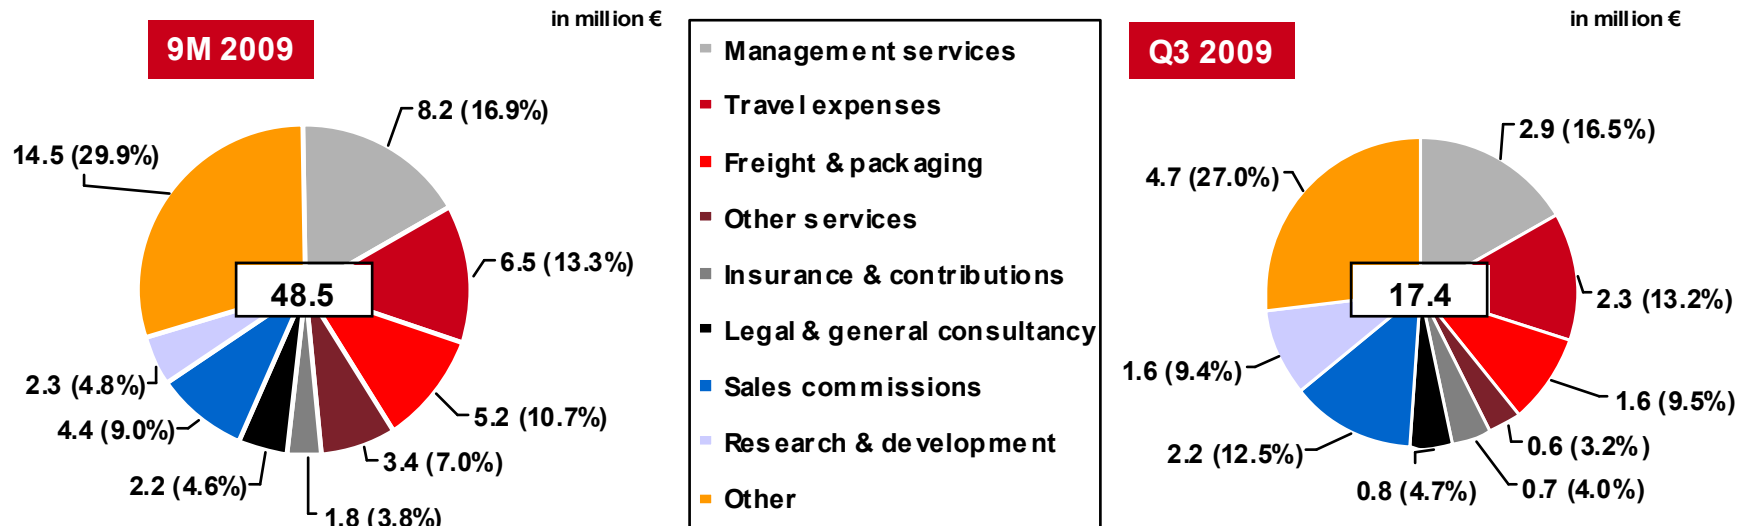 in million €
9M 2009
8.2 (16.9%)
14.5 (29.9%)
6.5 (13.3%)
48.5
2.3 (4.8%)
4.4 (9.0%)
5.2 (10.7%)
3.4 (7.0%)
2.2 (4.6%)
1.8 (3.8%)
Management services
Travel expenses
Freight & packaging
Other services
Insurance & contributions
Legal & general consultancy
Sales commissions
Research & development
Other
in million €
Q3 2009
2.9 (16.5%)
4.7 (27.0%)
17.4
2.3 (13.2%)
1.6 (9.4%)
1.6 (9.5%)
2.2 (12.5%)
0.6 (3.2%)
0.8 (4.7%)
0.7 (4.0%)